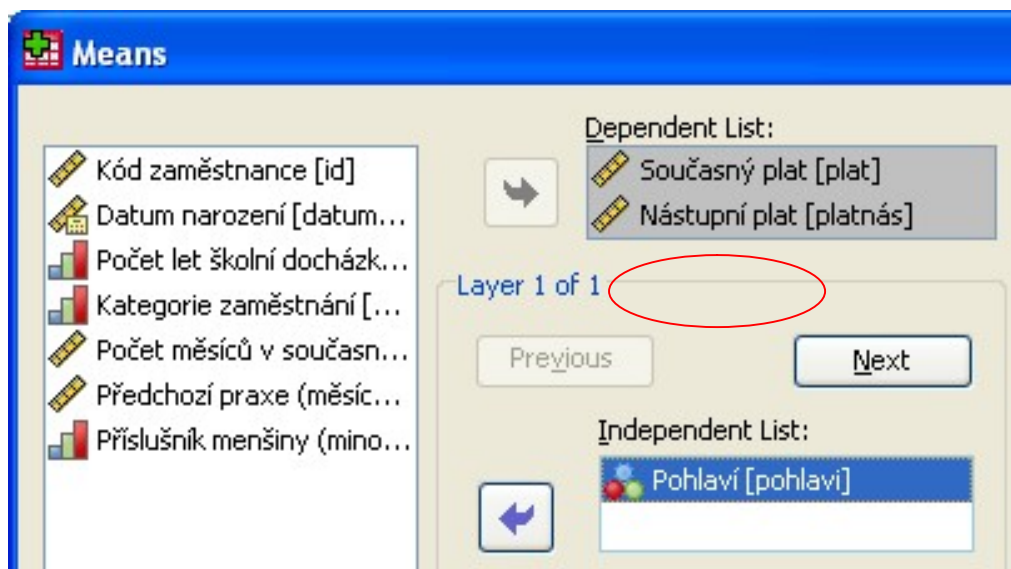 Means
Kód zaměstnance [id]
Datum narození [datum...
Počet let školní docházk...
Kategorie zaměstnání [...
Počet měsíců v současn...
Předchozí praxe (měsíc...
Příslušník menšiny (mino...
Dependent List:
Současný plat [plat]
Nástupní plat [platnás]
Layer 1 of 1
Previous
Next
Independent List:
Pohlaví [pohlavi]